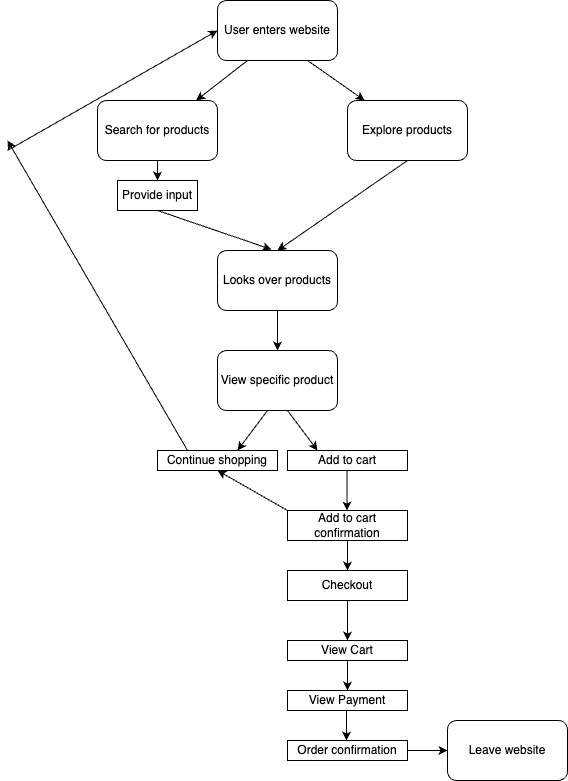 User enters website
Search for products
Explore products
Provide input
Looks over products
View specific product
Continue shopping
Add to cart
Add to cart
confirmation
Checkout
View Cart
View Payment
Order confirmation
Leave website